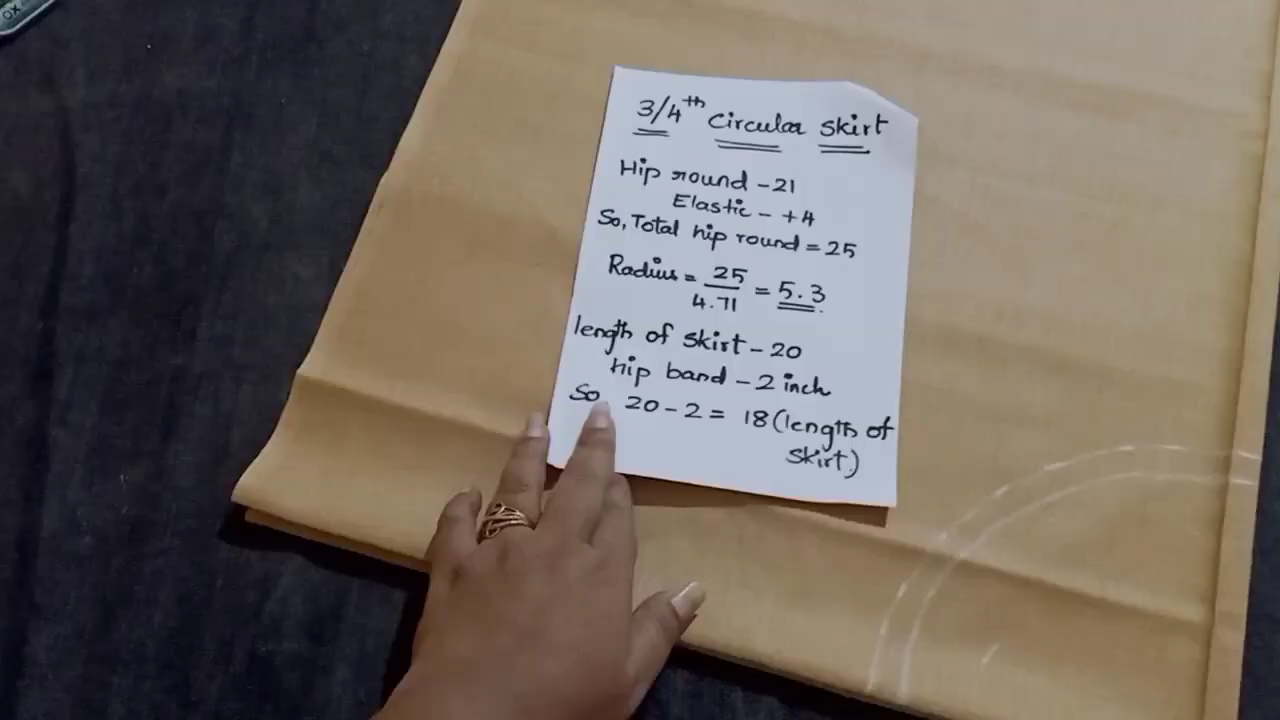 3/4th Circular Skirt
Hip round - 21
Elastic - +4
So, Total hip round = 25
Radius = 25/4.71 = 5.3
length of skirt - 20
hip band - 2 inch
So 20 - 2 = 18 (length of
skirt)